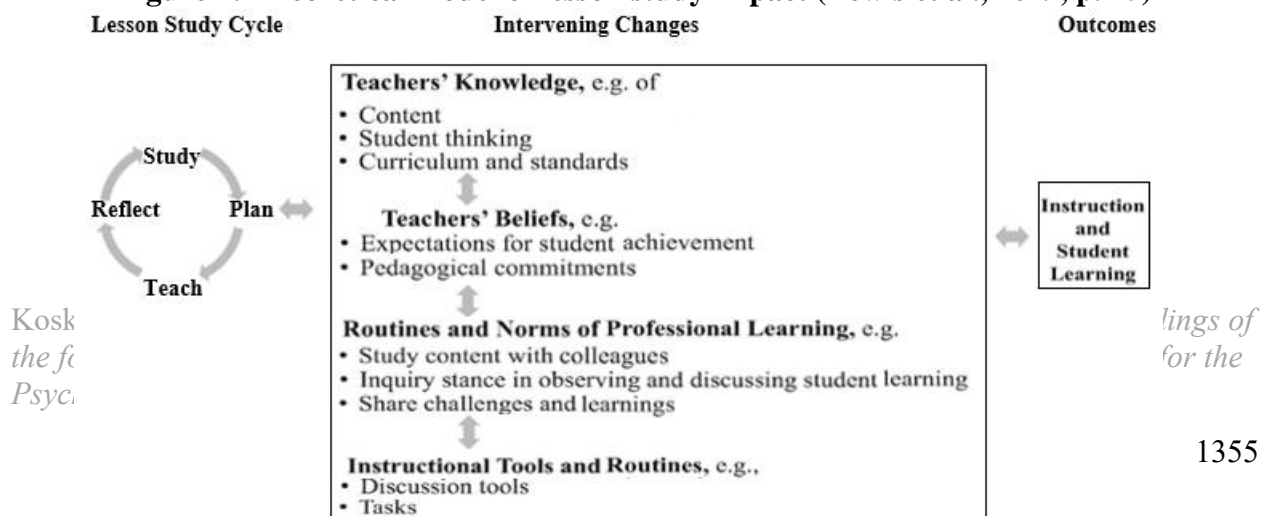 Lesson Study Cycle
Intervening Changes
Outcomes
Teachers' Knowledge, e.g. of
• Content
• Student thinking
• Curriculum and standards
Study
Reflect
Plan
Teach
Teachers' Beliefs, e.g.
• Expectations for student achievement
• Pedagogical commitments
Routines and Norms of Professional Learning, e.g.
• Study content with colleagues
• Inquiry stance in observing and discussing student learning
• Share challenges and learnings
Instructional Tools and Routines, e.g.,
• Discussion tools
• Tasks
Instruction
and
Student
Learning
of
the
for the
1355